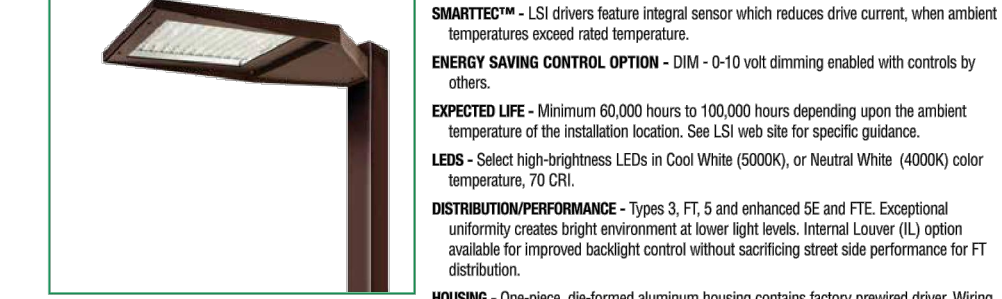 SMARTTEC™ - LSI drivers feature integral sensor which reduces drive current, when ambient
temperatures exceed rated temperature.
ENERGY SAVING CONTROL OPTION - DIM - 0-10 volt dimming enabled with controls by
others.
EXPECTED LIFE - Minimum 60,000 hours to 100,000 hours depending upon the ambient
temperature of the installation location. See LSI web site for specific guidance.
LEDS - Select high-brightness LEDs in Cool White (5000K), or Neutral White (4000K) color
temperature, 70 CRI.
DISTRIBUTION/PERFORMANCE - Types 3, FT, 5 and enhanced 5E and FTE. Exceptional
uniformity creates bright environment at lower light levels. Internal Louver (IL) option
available for improved backlight control without sacrificing street side performance for FT
distribution.
HOUSING - One-piece, die-formed aluminum housing contains factory prewired driver. Wiring